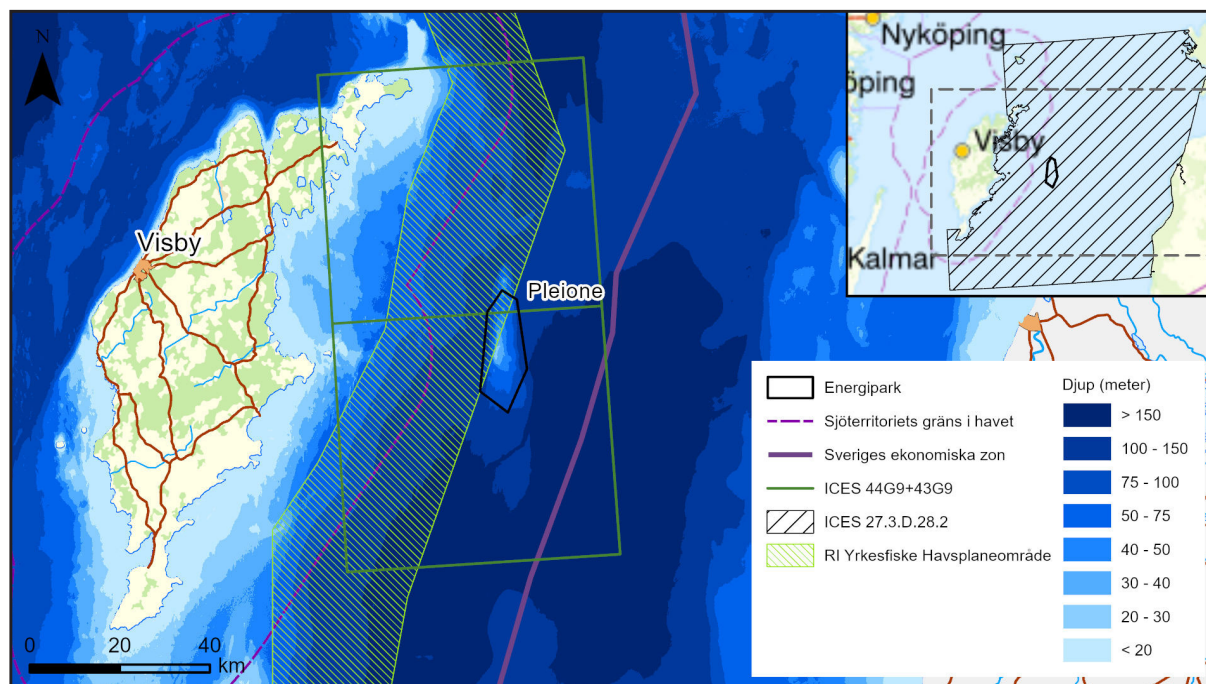 N
Visby
Pleione
0 20 40
km
Nyköping
öping
Visby
Kalmar
Energipark
Sjöterritoriets gräns i havet
Sveriges ekonomiska zon
ICES 44G9+43G9
ICES 27.3.D.28.2
RI Yrkesfiske Havsplaneområde
Djup (meter)
> 150
100 - 150
75 - 100
50 - 75
40 - 50
30 - 40
20 - 30
< 20